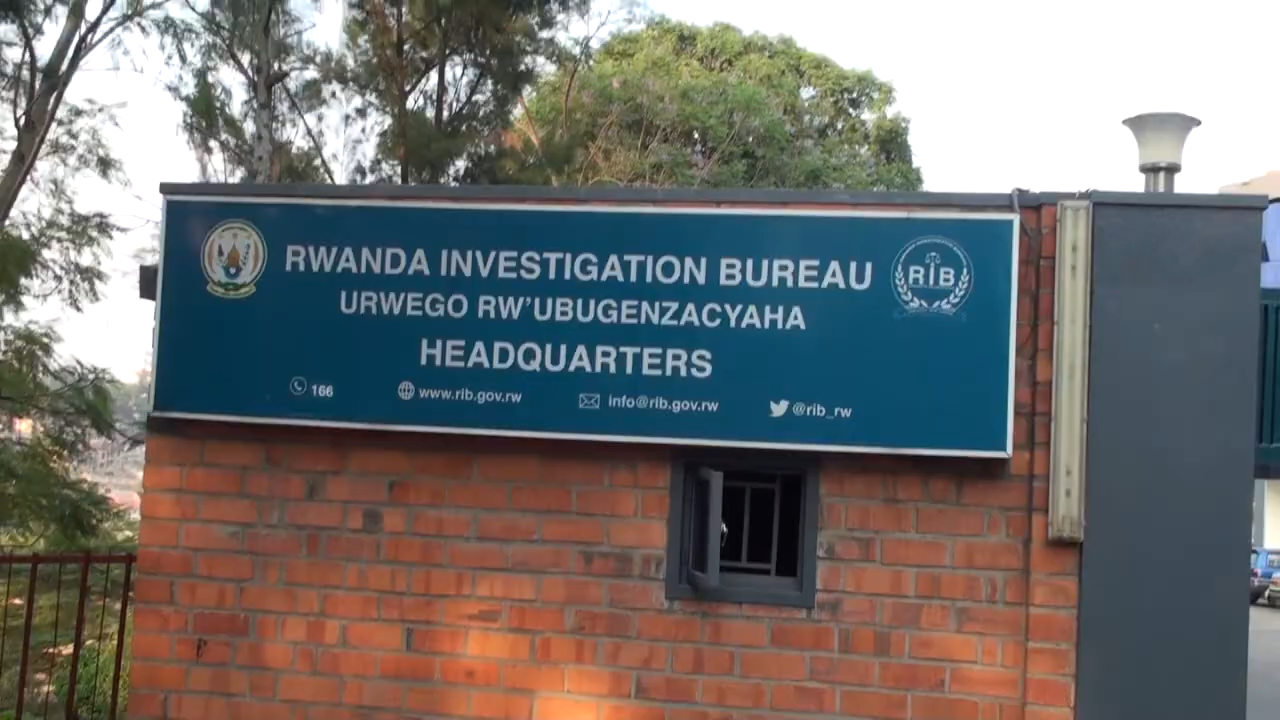 RWANDA INVESTIGATION BUREAU
URWEGO RW'UBUGENZACYAHA
HEADQUARTERS
166 www.rib.gov.rw info@rib.gov.rw @rib_rw
RIB